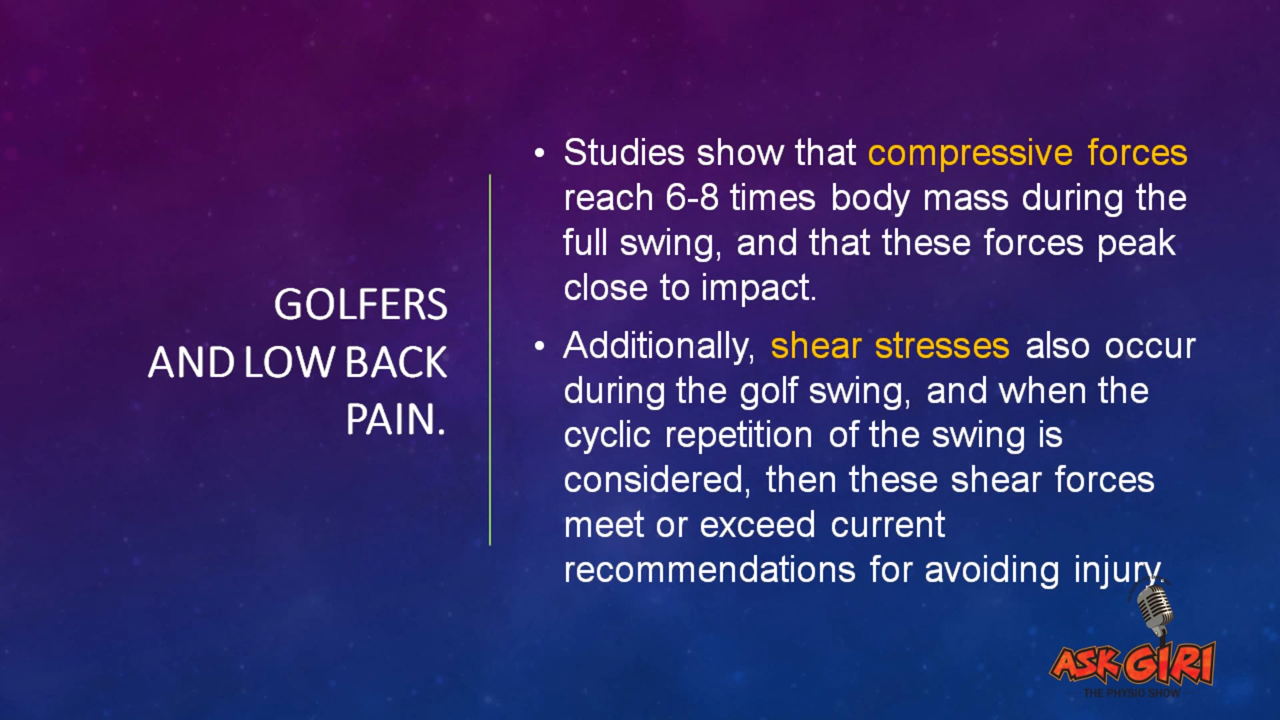 GOLFERS
AND LOW BACK
PAIN.
• Studies show that compressive forces
reach 6-8 times body mass during the
full swing, and that these forces peak
close to impact.
• Additionally, shear stresses also occur
during the golf swing, and when the
cyclic repetition of the swing is
considered, then these shear forces
meet or exceed current
recommendations for avoiding injury.
ASK GIRI
THE PHYSIO SHOW